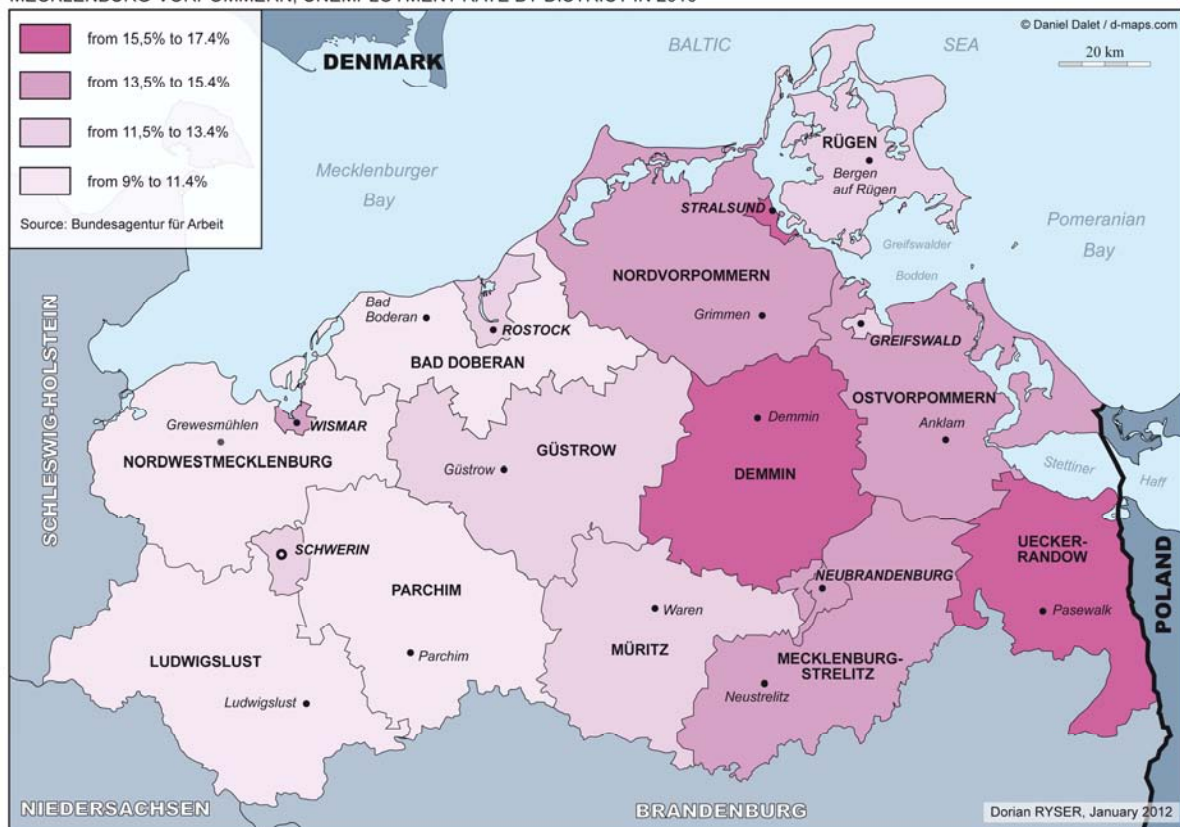 from 15,5% to 17.4%
from 13,5% to 15.4%
from 11,5% to 13.4%
from 9% to 11.4%
Source: Bundesagentur für Arbeit
© Daniel Dalet / d-maps.com
20 km
DENMARK
BALTIC SEA
Mecklenburger
Bay
RÜGEN
Bergen
auf Rügen
STRALSUND
Pomeranian
Bay
Greifswalder
Bodden
NORDVORPOMMERN
Grimmen
GREIFSWALD
Bad
Boderan
ROSTOCK
BAD DOBERAN
SCHLESWIG-HOLSTEIN
OSTVORPOMMERN
Anklam
Demmin
DEMMIN
Grewesmühlen
WISMAR
NORDWESTMECKLENBURG
GÜSTROW
Güstrow
Stettiner
Haff
SCHWERIN
UECKER-
RANDOW
Pasewalk
POLAND
NEUBRANDENBURG
PARCHIM
Parchim
Waren
MÜRITZ
MECKLENBURG-
STRELITZ
Neustrelitz
LUDWIGSLUST
Ludwigslust
NIEDERSACHSEN
BRANDENBURG
Dorian RYSER, January 2012